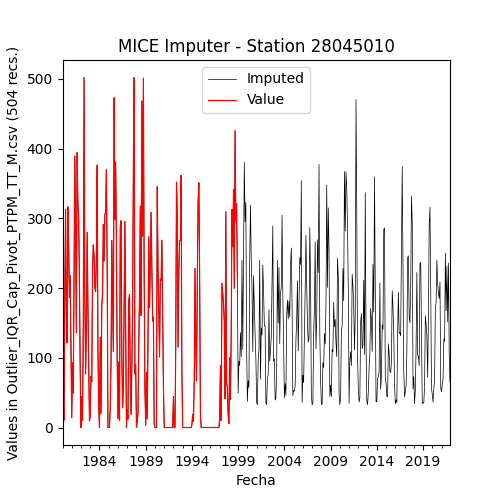 MICE Imputer - Station 28045010
Values in Outlier_IQR_Cap_Pivot_PTPM_TT_M.csv (504 recs.)
500
400
300
200
100
0
Imputed
Value
1984 1989 1994 1999 2004 2009 2014 2019
Fecha